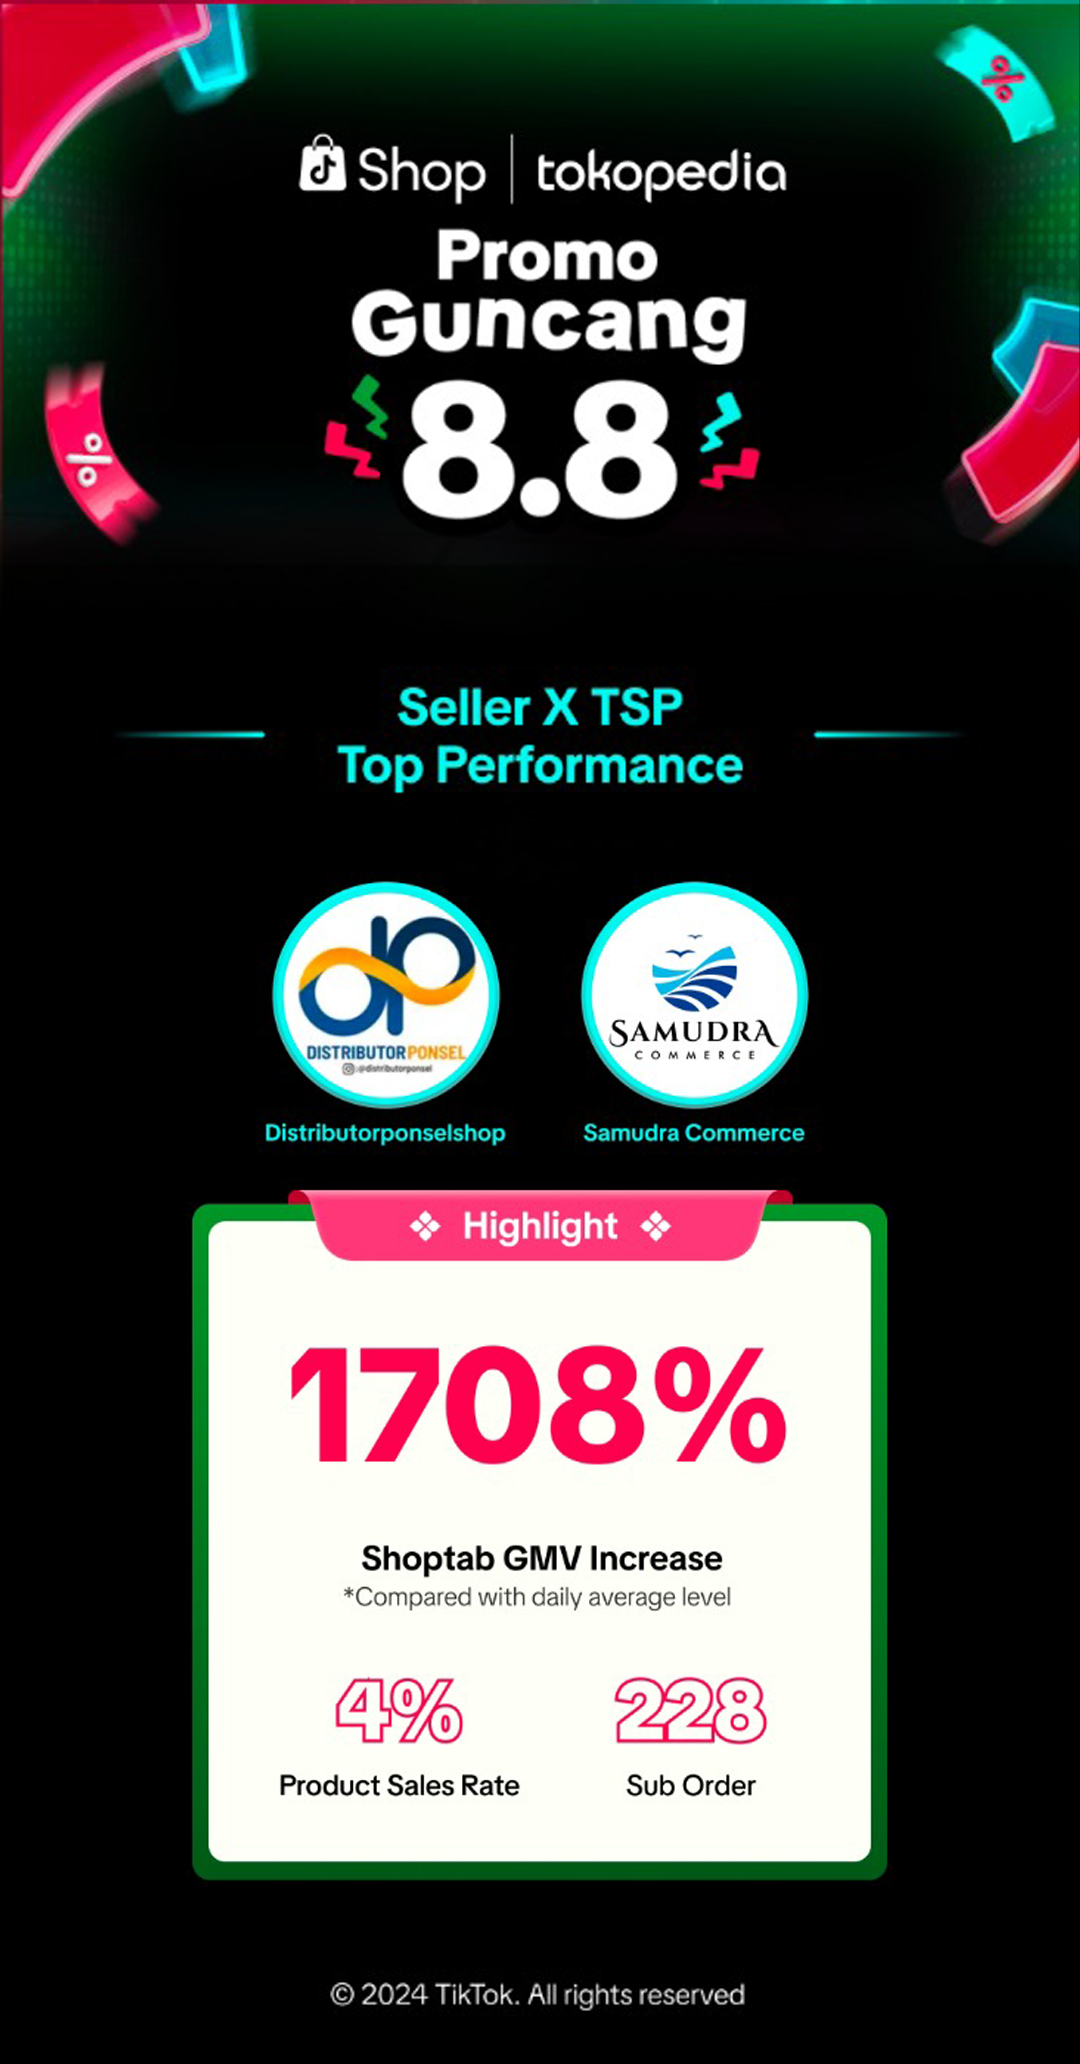 %
Shop | tokopedia
Promo
Guncang
8.8
%
Seller X TSP
Top Performance
dp
DISTRIBUTORPONSEL
@distributorponsel
SAMUDRA
COMMERCE
Distributorponselshop
Samudra Commerce
Highlight
1708%
Shoptab GMV Increase
*Compared with daily average level
4%
228
Product Sales Rate
Sub Order
© 2024 TikTok. All rights reserved